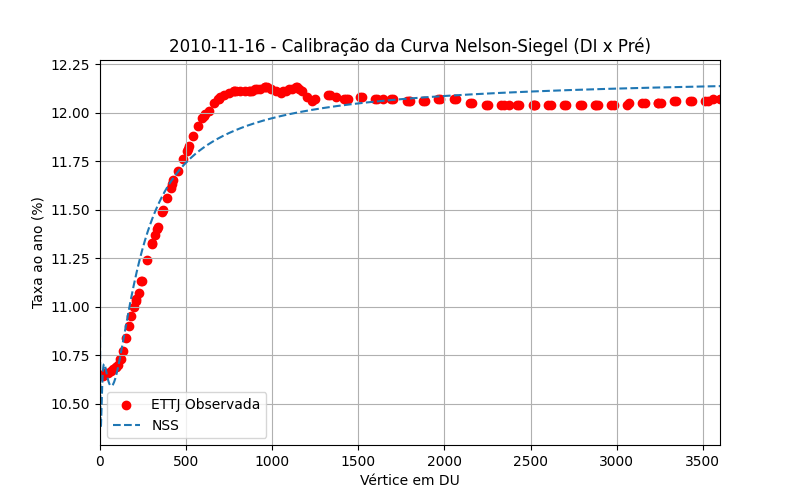 2010-11-16 - Calibração da Curva Nelson-Siegel (DI x Pré)
12.25
12.00
11.75
11.50
11.25
11.00
10.75
10.50
Taxa ao ano (%)
ETTJ Observada
NSS
0 500 1000 1500 2000 2500 3000 3500
Vértice em DU